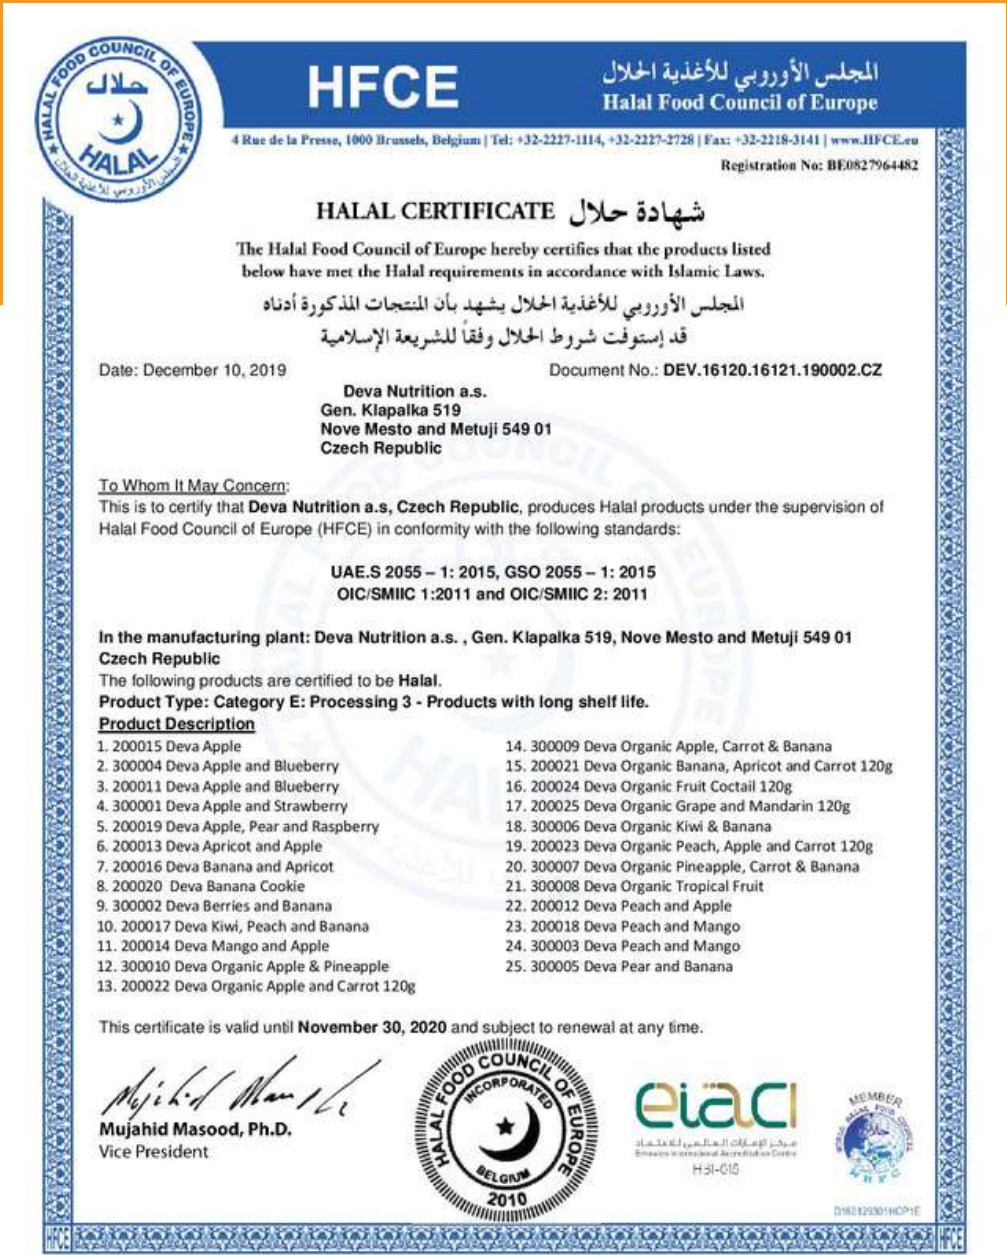 HALAL FOOD COUNCIL OF EUROPE
حلال
HALAL
HFCE
المجلس الأوروبي للأغذية الحلال
Halal Food Council of Europe
4 Rue de la Presse, 1000 Brussels, Belgium | Tel: +32-2227-1114, +32-2227-2728 | Fax: +32-2218-3141 | www.HFCE.eu
Registration No: BE0827964482
HALAL CERTIFICATE شهادة حلال
The Halal Food Council of Europe hereby certifies that the products listed
below have met the Halal requirements in accordance with Islamic Laws.
المجلس الأوروبي للأغذية الحلال يشهد بأن المنتجات المذكورة أدناه
قد إستوفت شروط الحلال وفقاً للشريعة الإسلامية
Date: December 10, 2019
Document No.: DEV.16120.16121.190002.CZ
Deva Nutrition a.s.
Gen. Klapalka 519
Nove Mesto and Metuji 549 01
Czech Republic
To Whom It May Concern:
This is to certify that Deva Nutrition a.s, Czech Republic, produces Halal products under the supervision of
Halal Food Council of Europe (HFCE) in conformity with the following standards:
UAE.S 2055 – 1: 2015, GSO 2055 – 1: 2015
OIC/SMIIC 1:2011 and OIC/SMIIC 2: 2011
In the manufacturing plant: Deva Nutrition a.s. , Gen. Klapalka 519, Nove Mesto and Metuji 549 01
Czech Republic
The following products are certified to be Halal.
Product Type: Category E: Processing 3 - Products with long shelf life.
Product Description
1. 200015 Deva Apple
2. 300004 Deva Apple and Blueberry
3. 200011 Deva Apple and Blueberry
4. 300001 Deva Apple and Strawberry
5. 200019 Deva Apple, Pear and Raspberry
6. 200013 Deva Apricot and Apple
7. 200016 Deva Banana and Apricot
8. 200020 Deva Banana Cookie
9. 300002 Deva Berries and Banana
10. 200017 Deva Kiwi, Peach and Banana
11. 200014 Deva Mango and Apple
12. 300010 Deva Organic Apple & Pineapple
13. 200022 Deva Organic Apple and Carrot 120g
14. 300009 Deva Organic Apple, Carrot & Banana
15. 200021 Deva Organic Banana, Apricot and Carrot 120g
16. 200024 Deva Organic Fruit Coctail 120g
17. 200025 Deva Organic Grape and Mandarin 120g
18. 300006 Deva Organic Kiwi & Banana
19. 200023 Deva Organic Peach, Apple and Carrot 120g
20. 300007 Deva Organic Pineapple, Carrot & Banana
21. 300008 Deva Organic Tropical Fruit
22. 200012 Deva Peach and Apple
23. 200018 Deva Peach and Mango
24. 300003 Deva Peach and Mango
25. 300005 Deva Pear and Banana
This certificate is valid until November 30, 2020 and subject to renewal at any time.
Mujahid Masood, Ph.D.
Vice President
HALAL FOOD COUNCIL OF EUROPE
INCORPORATED
BELGIUM
2010
eiac
مركز الإمارات العالمي للاعتماد
Emirates International Accreditation Centre
MEMBER
HFCE
HFCE